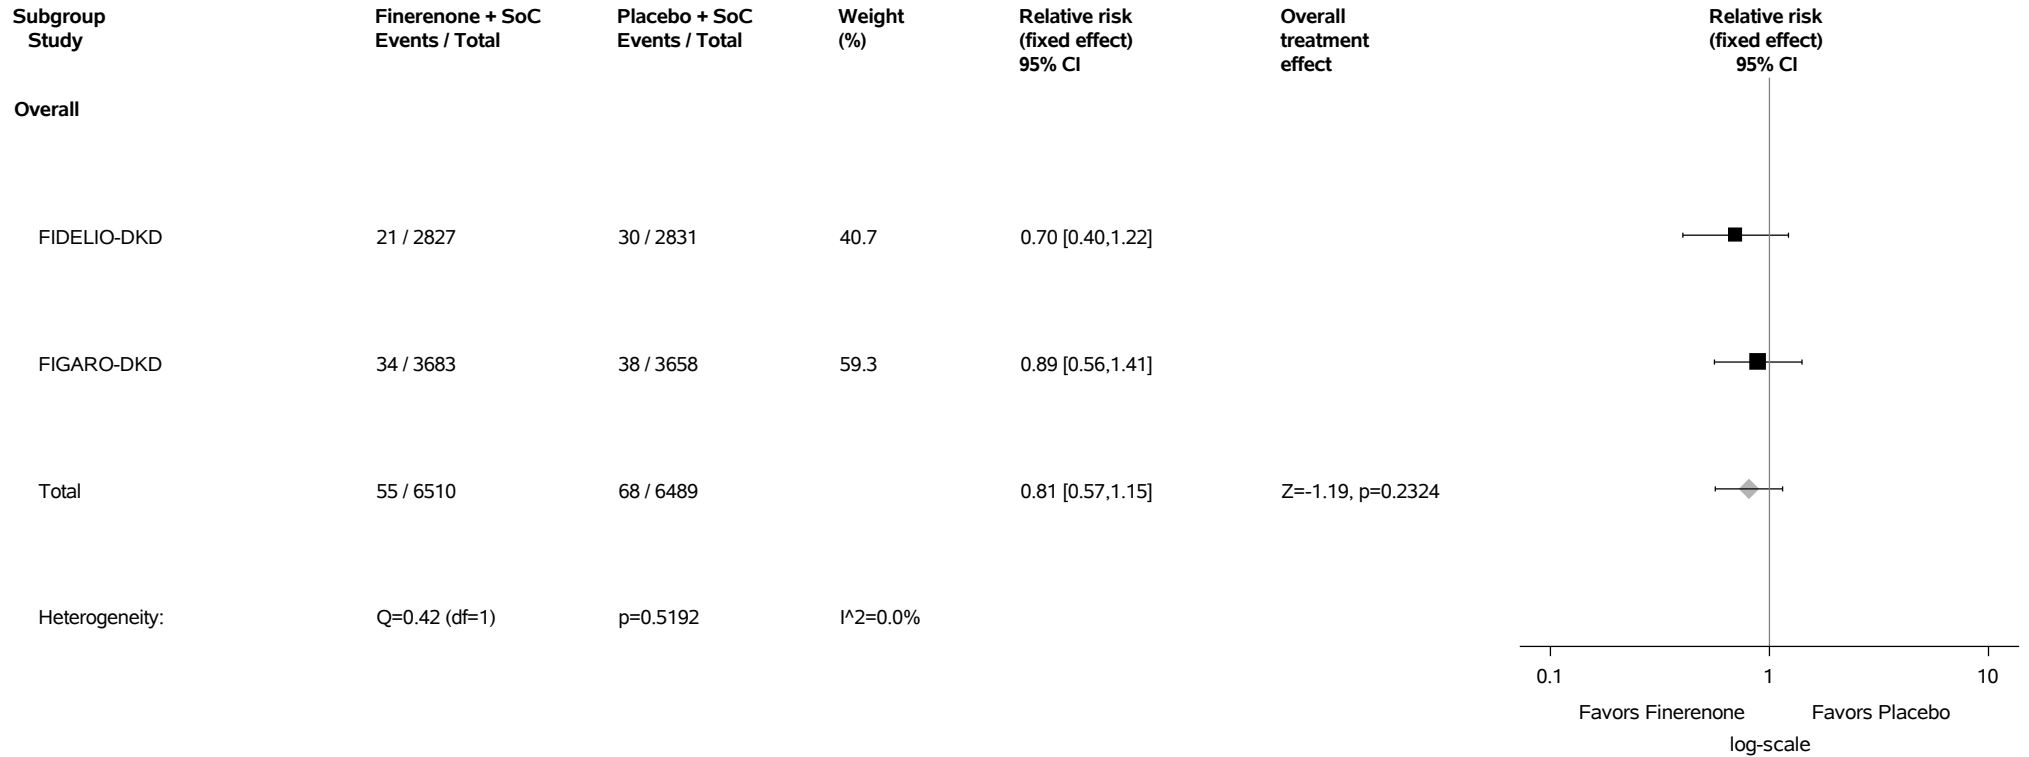 Subgroup Finerenone + SoC Placebo + SoC Weight Relative risk Overall Relative risk
Study Events / Total Events / Total (%) (fixed effect) treatment (fixed effect)
95% CI effect 95% CI
Overall
FIDELIO-DKD 21 / 2827 30 / 2831 40.7 0.70 [0.40,1.22]
FIGARO-DKD 34 / 3683 38 / 3658 59.3 0.89 [0.56,1.41]
Total 55 / 6510 68 / 6489 0.81 [0.57,1.15] Z=-1.19, p=0.2324
Heterogeneity: Q=0.42 (df=1) p=0.5192 I^2=0.0%
0.1 1 10
Favors Finerenone Favors Placebo
log-scale